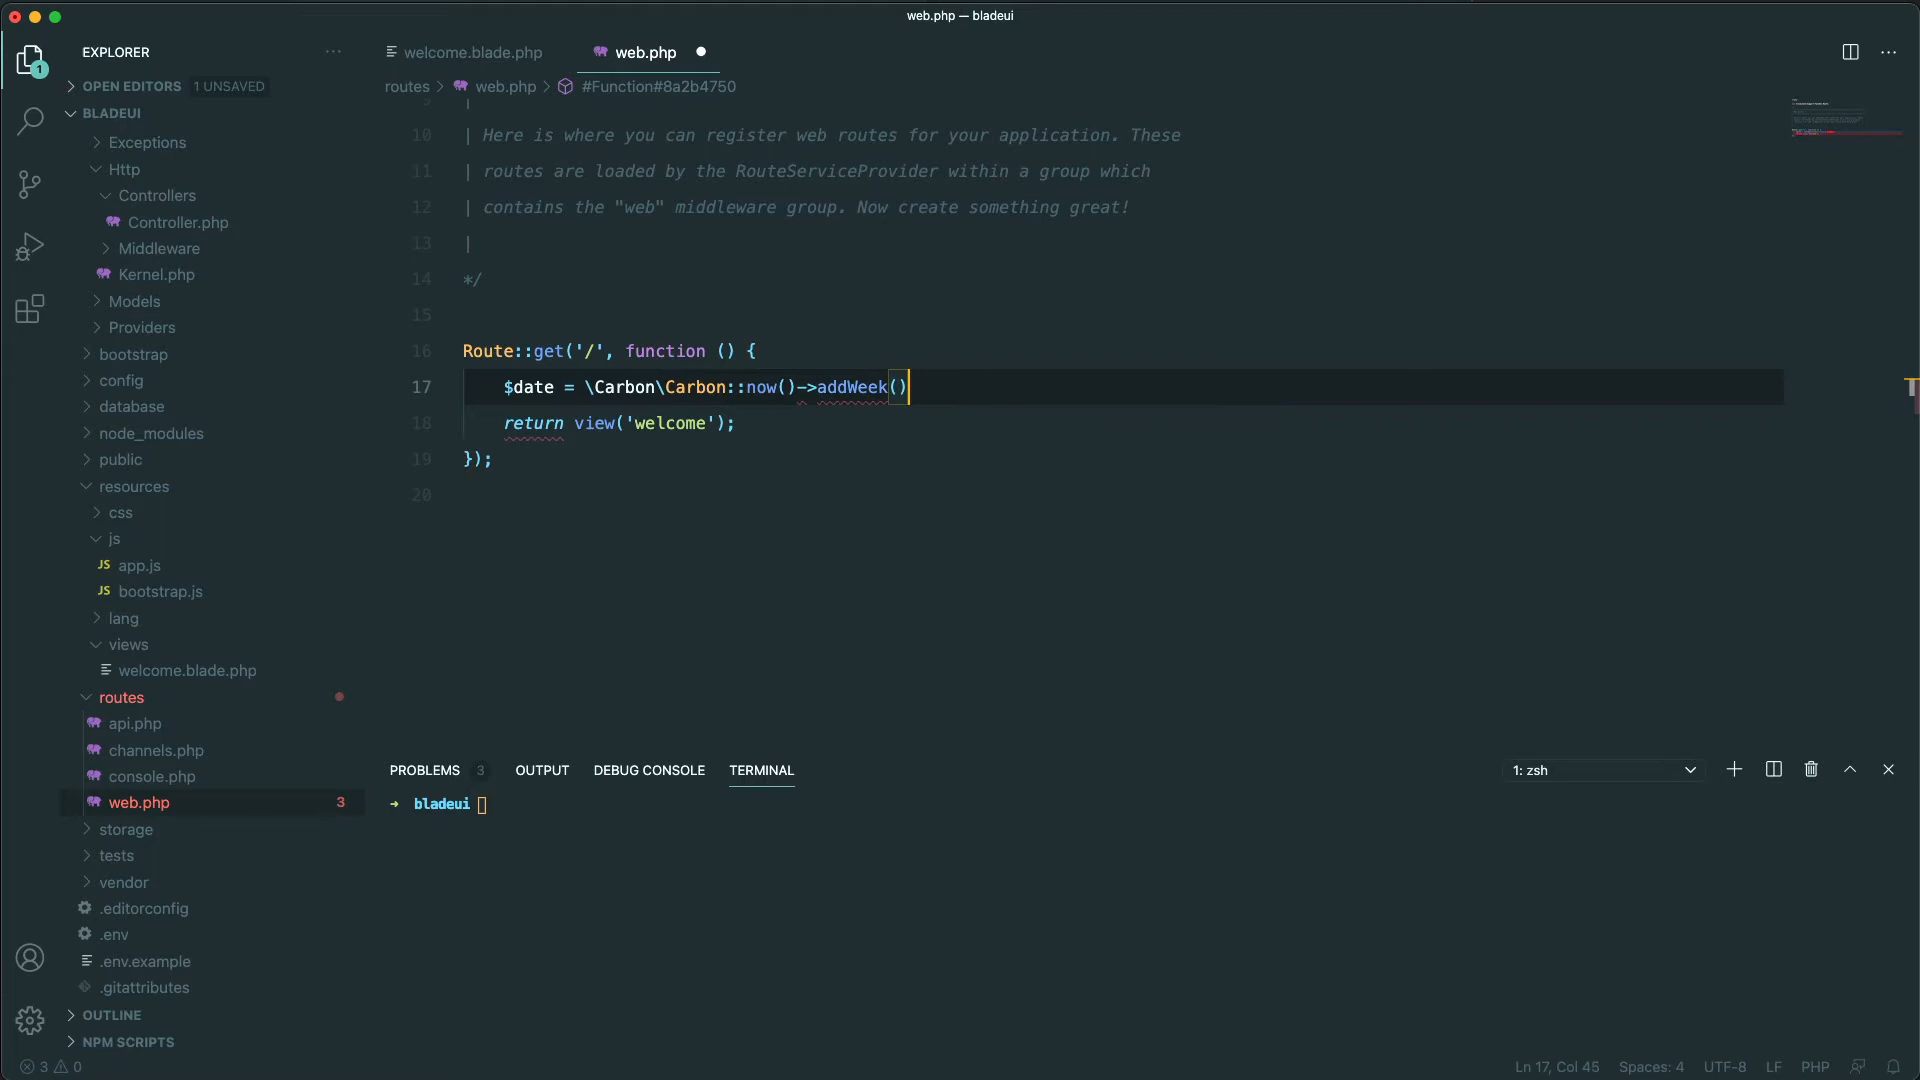 web.php — bladeui
EXPLORER
OPEN EDITORS 1 UNSAVED
BLADEUI
Exceptions
Http
Controllers
Controller.php
Middleware
Kernel.php
Models
Providers
bootstrap
config
database
node_modules
public
resources
css
js
JS app.js
JS bootstrap.js
lang
views
welcome.blade.php
routes
api.php
channels.php
console.php
web.php 3
storage
tests
vendor
.editorconfig
.env
.env.example
.gitattributes
OUTLINE
NPM SCRIPTS
1
welcome.blade.php web.php
routes > web.php > #Function#8a2b4750
9 |
10 | Here is where you can register web routes for your application. These
11 | routes are loaded by the RouteServiceProvider within a group which
12 | contains the "web" middleware group. Now create something great!
13 |
14 */
15
16 Route::get('/', function () {
17 $date = \Carbon\Carbon::now()->addWeek()
18 return view('welcome');
19 });
20
PROBLEMS 3 OUTPUT DEBUG CONSOLE TERMINAL 1: zsh
→ bladeui
3 0 Ln 17, Col 45 Spaces: 4 UTF-8 LF PHP